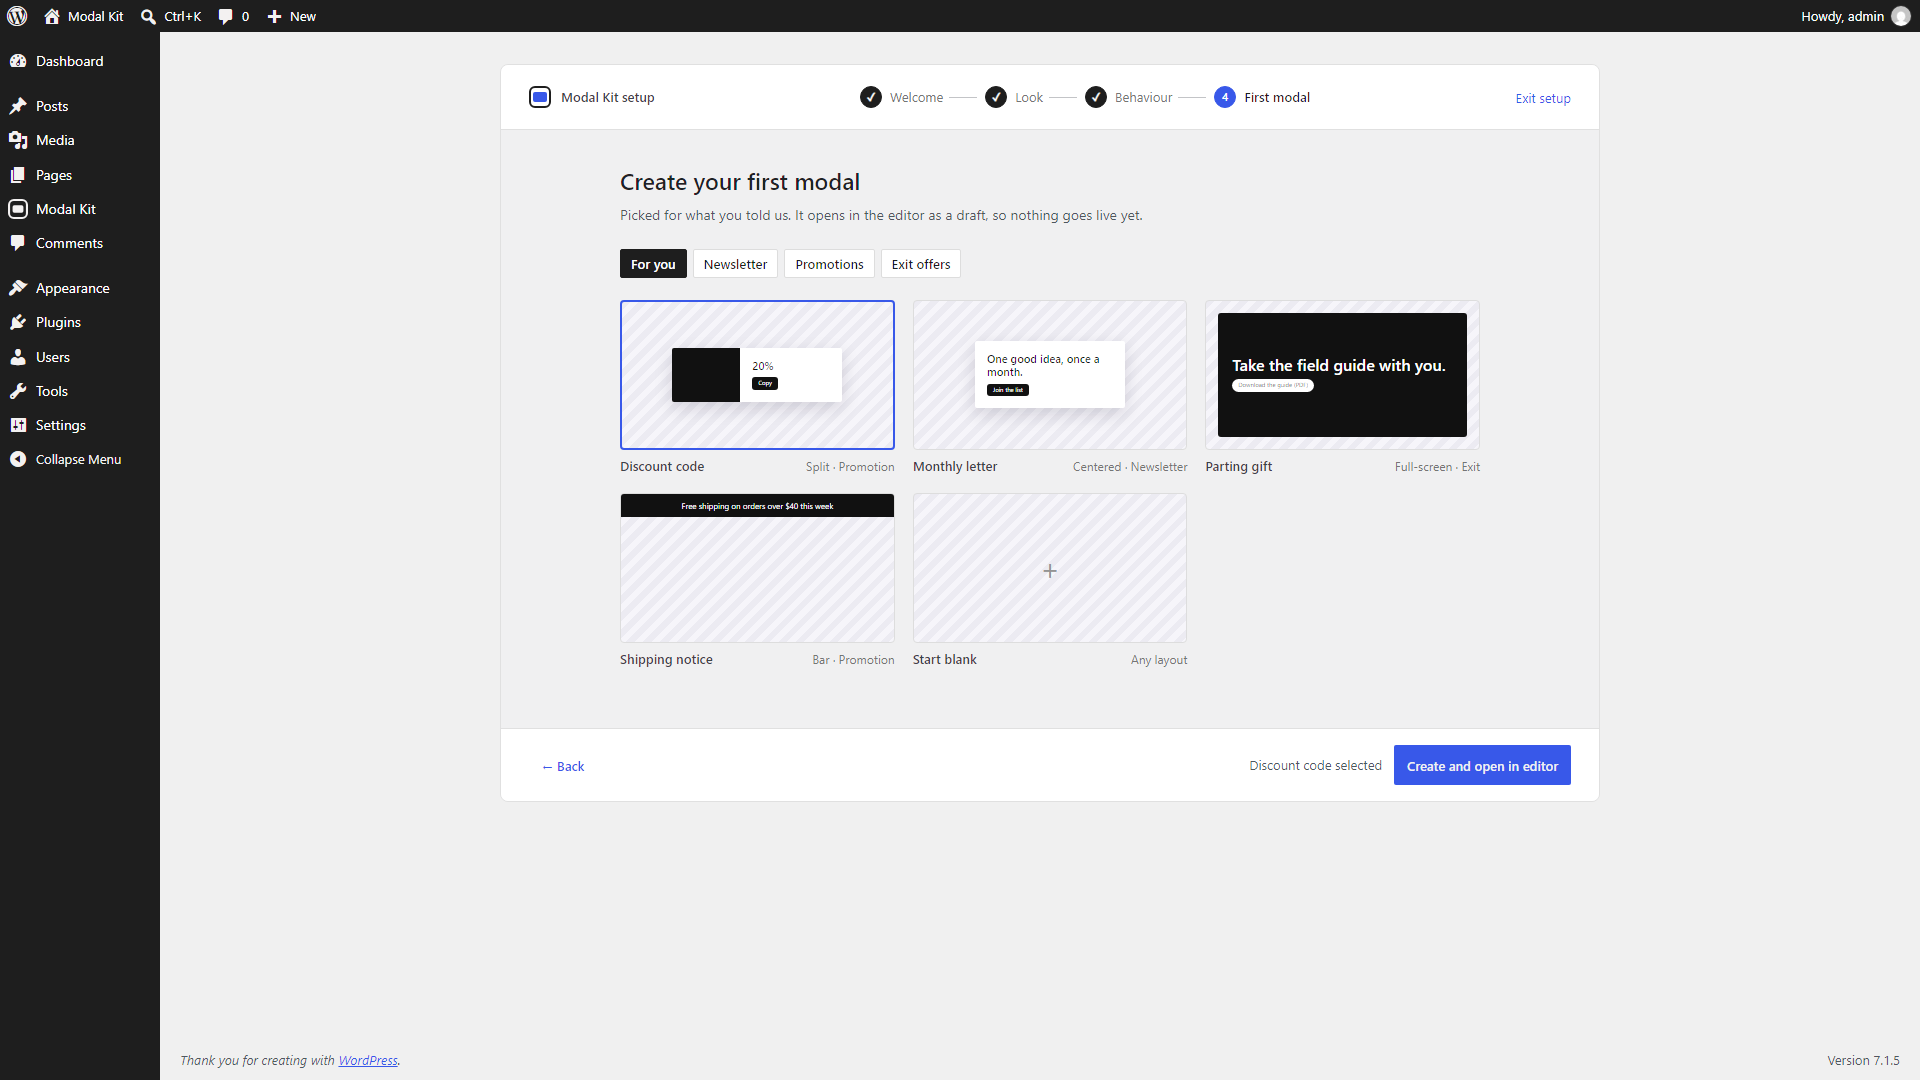 Modal Kit
Ctrl+K
0
New
Howdy, admin
Dashboard
Posts
Media
Pages
Modal Kit
Comments
Appearance
Plugins
Users
Tools
Settings
Collapse Menu
Modal Kit setup
Welcome
Look
Behaviour
4
First modal
Exit setup
Create your first modal
Picked for what you told us. It opens in the editor as a draft, so nothing goes live yet.
For you
Newsletter
Promotions
Exit offers
20%
Copy
One good idea, once a
month.
Join the list
Take the field guide with you.
Download the guide (PDF)
Discount code
Split · Promotion
Monthly letter
Centered · Newsletter
Parting gift
Full-screen · Exit
Free shipping on orders over $40 this week
Shipping notice
Bar · Promotion
Start blank
Any layout
← Back
Discount code selected
Create and open in editor
Thank you for creating with WordPress.
Version 7.1.5